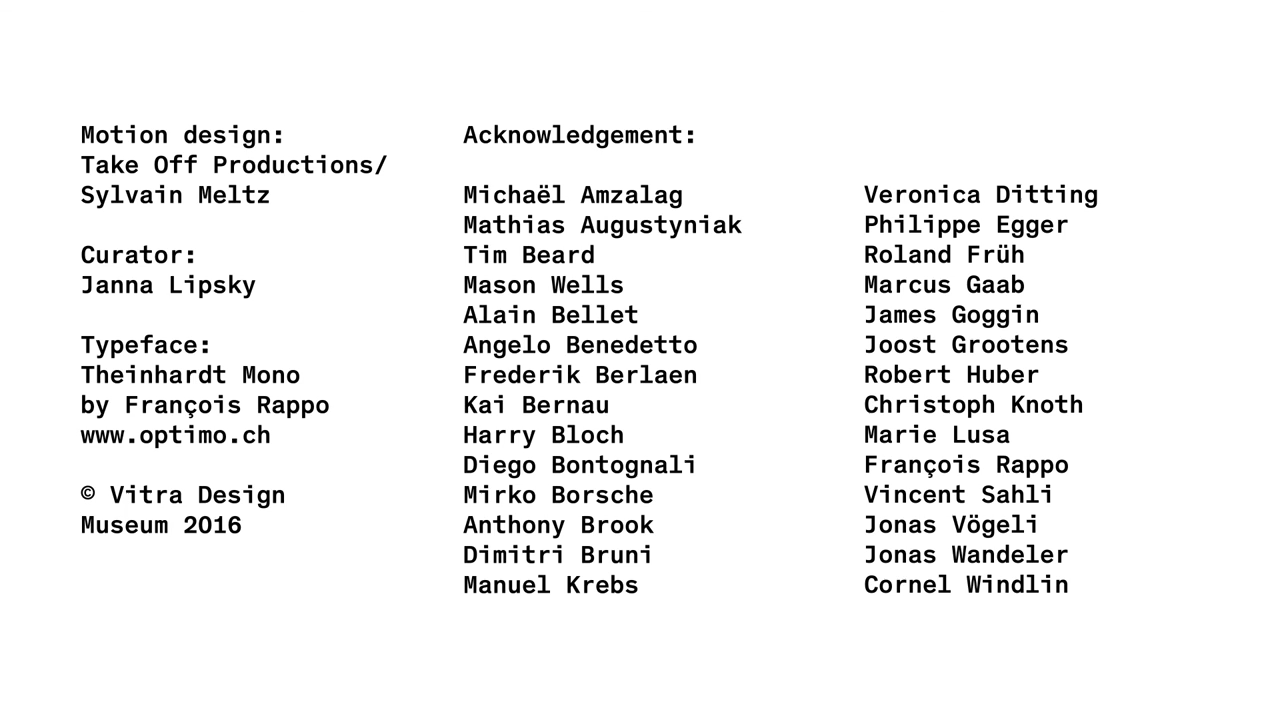 Motion design:
Take Off Productions/
Sylvain Meltz
Curator:
Janna Lipsky
Typeface:
Theinhardt Mono
by François Rappo
www.optimo.ch
© Vitra Design
Museum 2016
Acknowledgement:
Michaël Amzalag
Mathias Augustyniak
Tim Beard
Mason Wells
Alain Bellet
Angelo Benedetto
Frederik Berlaen
Kai Bernau
Harry Bloch
Diego Bontognali
Mirko Borsche
Anthony Brook
Dimitri Bruni
Manuel Krebs
Veronica Ditting
Philippe Egger
Roland Früh
Marcus Gaab
James Goggin
Joost Grootens
Robert Huber
Christoph Knoth
Marie Lusa
François Rappo
Vincent Sahli
Jonas Vögeli
Jonas Wandeler
Cornel Windlin